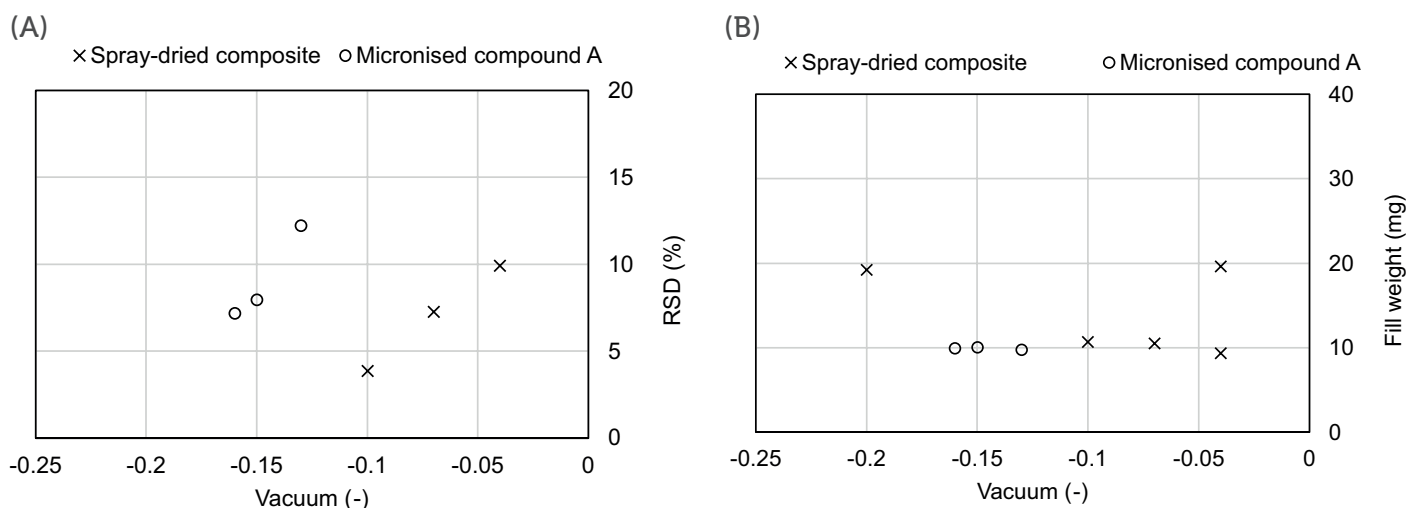 (A)
× Spray-dried composite ○ Micronised compound A
20
15
10
5
0
RSD (%)
-0.25 -0.2 -0.15 -0.1 -0.05 0
Vacuum (-)
(B)
× Spray-dried composite ○ Micronised compound A
40
30
20
10
0
Fill weight (mg)
-0.25 -0.2 -0.15 -0.1 -0.05 0
Vacuum (-)